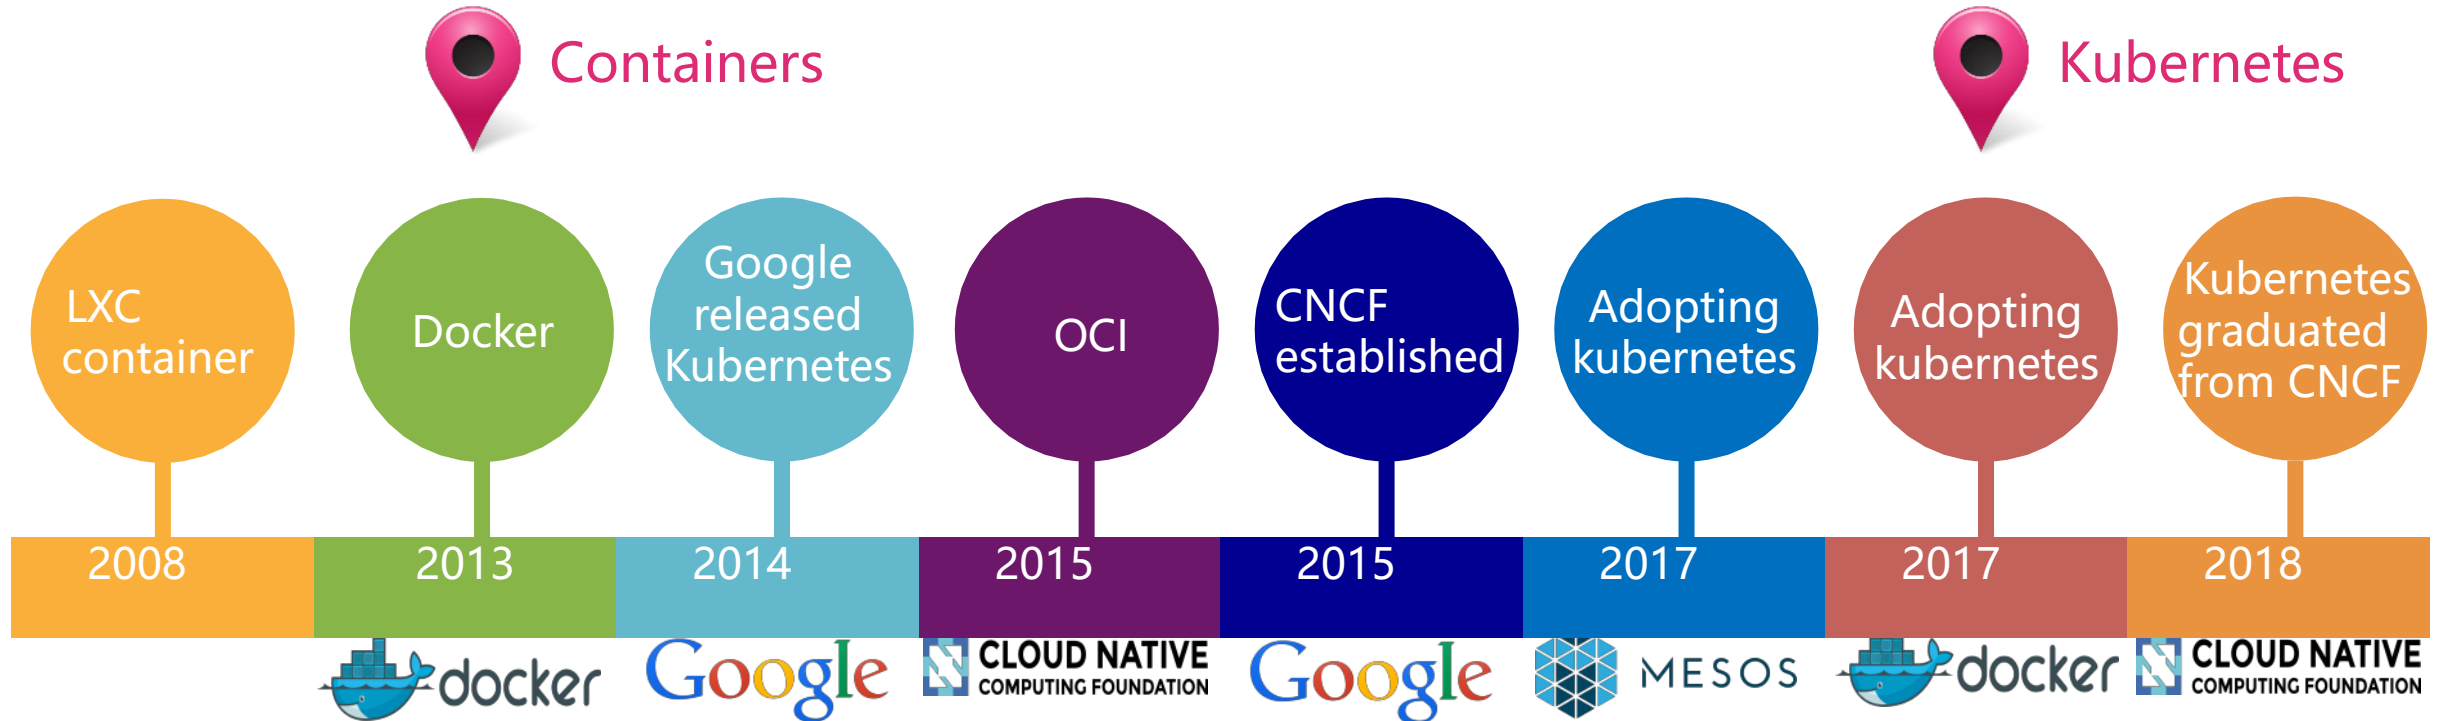 Containers
Kubernetes
LXC
container
Docker
Google
released
Kubernetes
OCI
CNCF
established
Adopting
kubernetes
Adopting
kubernetes
Kubernetes
graduated
from CNCF
2008
2013
2014
2015
2015
2017
2017
2018
docker
Google
CLOUD NATIVE
COMPUTING FOUNDATION
Google
MESOS
docker
CLOUD NATIVE
COMPUTING FOUNDATION